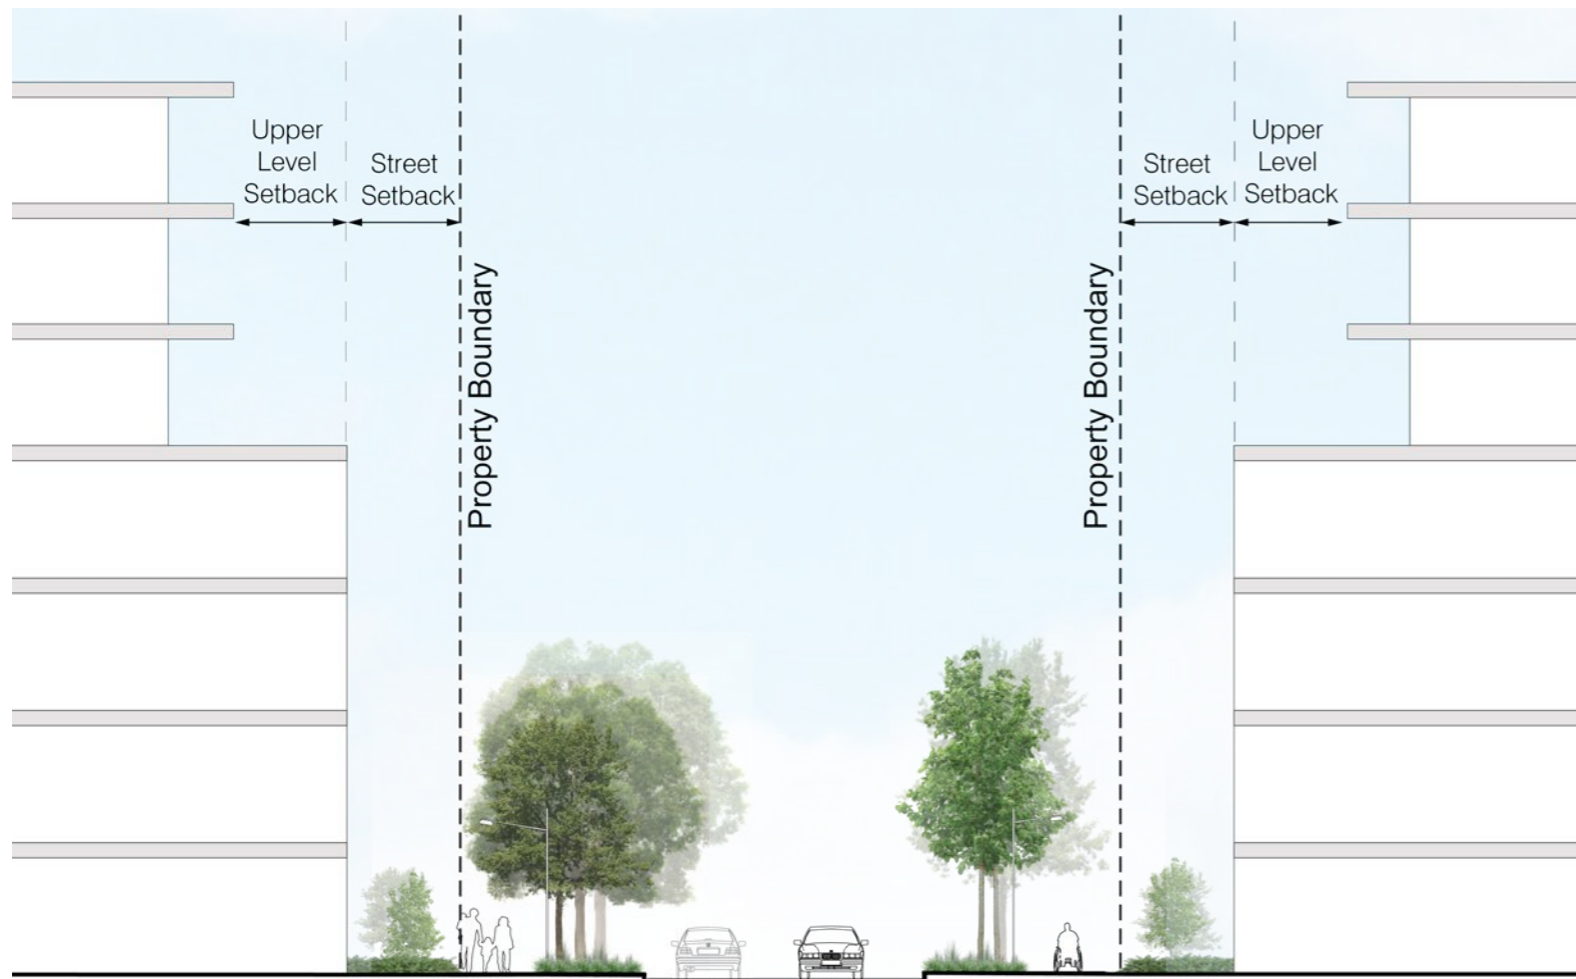 Upper
Level
Setback
Street
Setback
Property Boundary
Property Boundary
Street
Setback
Upper
Level
Setback